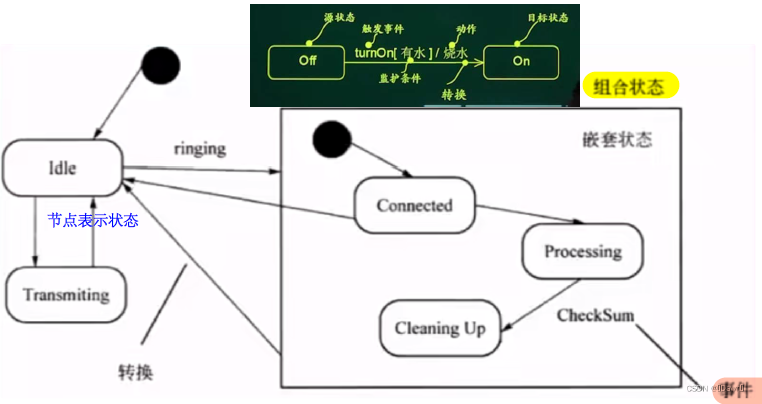 源状态
触发事件
动作
目标状态
Off
turnOn[ 有水 ] / 烧水
On
监护条件
转换
组合状态
嵌套状态
ringing
Idle
Connected
节点表示状态
Processing
Transmiting
CheckSum
Cleaning Up
转换
事件